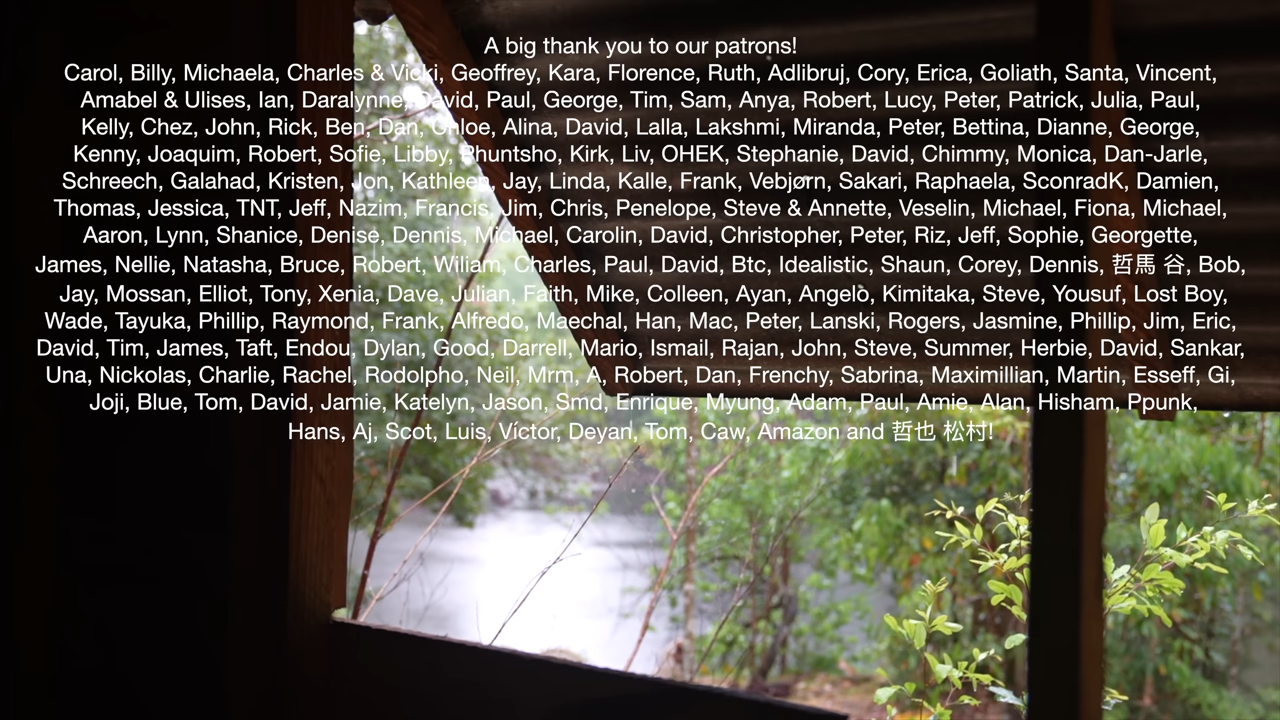 A big thank you to our patrons!
Carol, Billy, Michaela, Charles & Vicki, Geoffrey, Kara, Florence, Ruth, Adlibruj, Cory, Erica, Goliath, Santa, Vincent,
Amabel & Ulises, Ian, Daralynne, David, Paul, George, Tim, Sam, Anya, Robert, Lucy, Peter, Patrick, Julia, Paul,
Kelly, Chez, John, Rick, Ben, Dan, Chloe, Alina, David, Lalla, Lakshmi, Miranda, Peter, Bettina, Dianne, George,
Kenny, Joaquim, Robert, Sofie, Libby, Phuntsho, Kirk, Liv, OHEK, Stephanie, David, Chimmy, Monica, Dan-Jarle,
Schreech, Galahad, Kristen, Jon, Kathleen, Jay, Linda, Kalle, Frank, Vebjørn, Sakari, Raphaela, SconradK, Damien,
Thomas, Jessica, TNT, Jeff, Nazim, Francis, Jim, Chris, Penelope, Steve & Annette, Veselin, Michael, Fiona, Michael,
Aaron, Lynn, Shanice, Denise, Dennis, Michael, Carolin, David, Christopher, Peter, Riz, Jeff, Sophie, Georgette,
James, Nellie, Natasha, Bruce, Robert, Wiliam, Charles, Paul, David, Btc, Idealistic, Shaun, Corey, Dennis, 哲馬 谷, Bob,
Jay, Mossan, Elliot, Tony, Xenia, Dave, Julian, Faith, Mike, Colleen, Ayan, Angelo, Kimitaka, Steve, Yousuf, Lost Boy,
Wade, Tayuka, Phillip, Raymond, Frank, Alfredo, Maechal, Han, Mac, Peter, Lanski, Rogers, Jasmine, Phillip, Jim, Eric,
David, Tim, James, Taft, Endou, Dylan, Good, Darrell, Mario, Ismail, Rajan, John, Steve, Summer, Herbie, David, Sankar,
Una, Nickolas, Charlie, Rachel, Rodolpho, Neil, Mrm, A, Robert, Dan, Frenchy, Sabrina, Maximillian, Martin, Esseff, Gi,
Joji, Blue, Tom, David, Jamie, Katelyn, Jason, Smd, Enrique, Myung, Adam, Paul, Amie, Alan, Hisham, Ppunk,
Hans, Aj, Scot, Luis, Víctor, Deyan, Tom, Caw, Amazon and 哲也 松村!